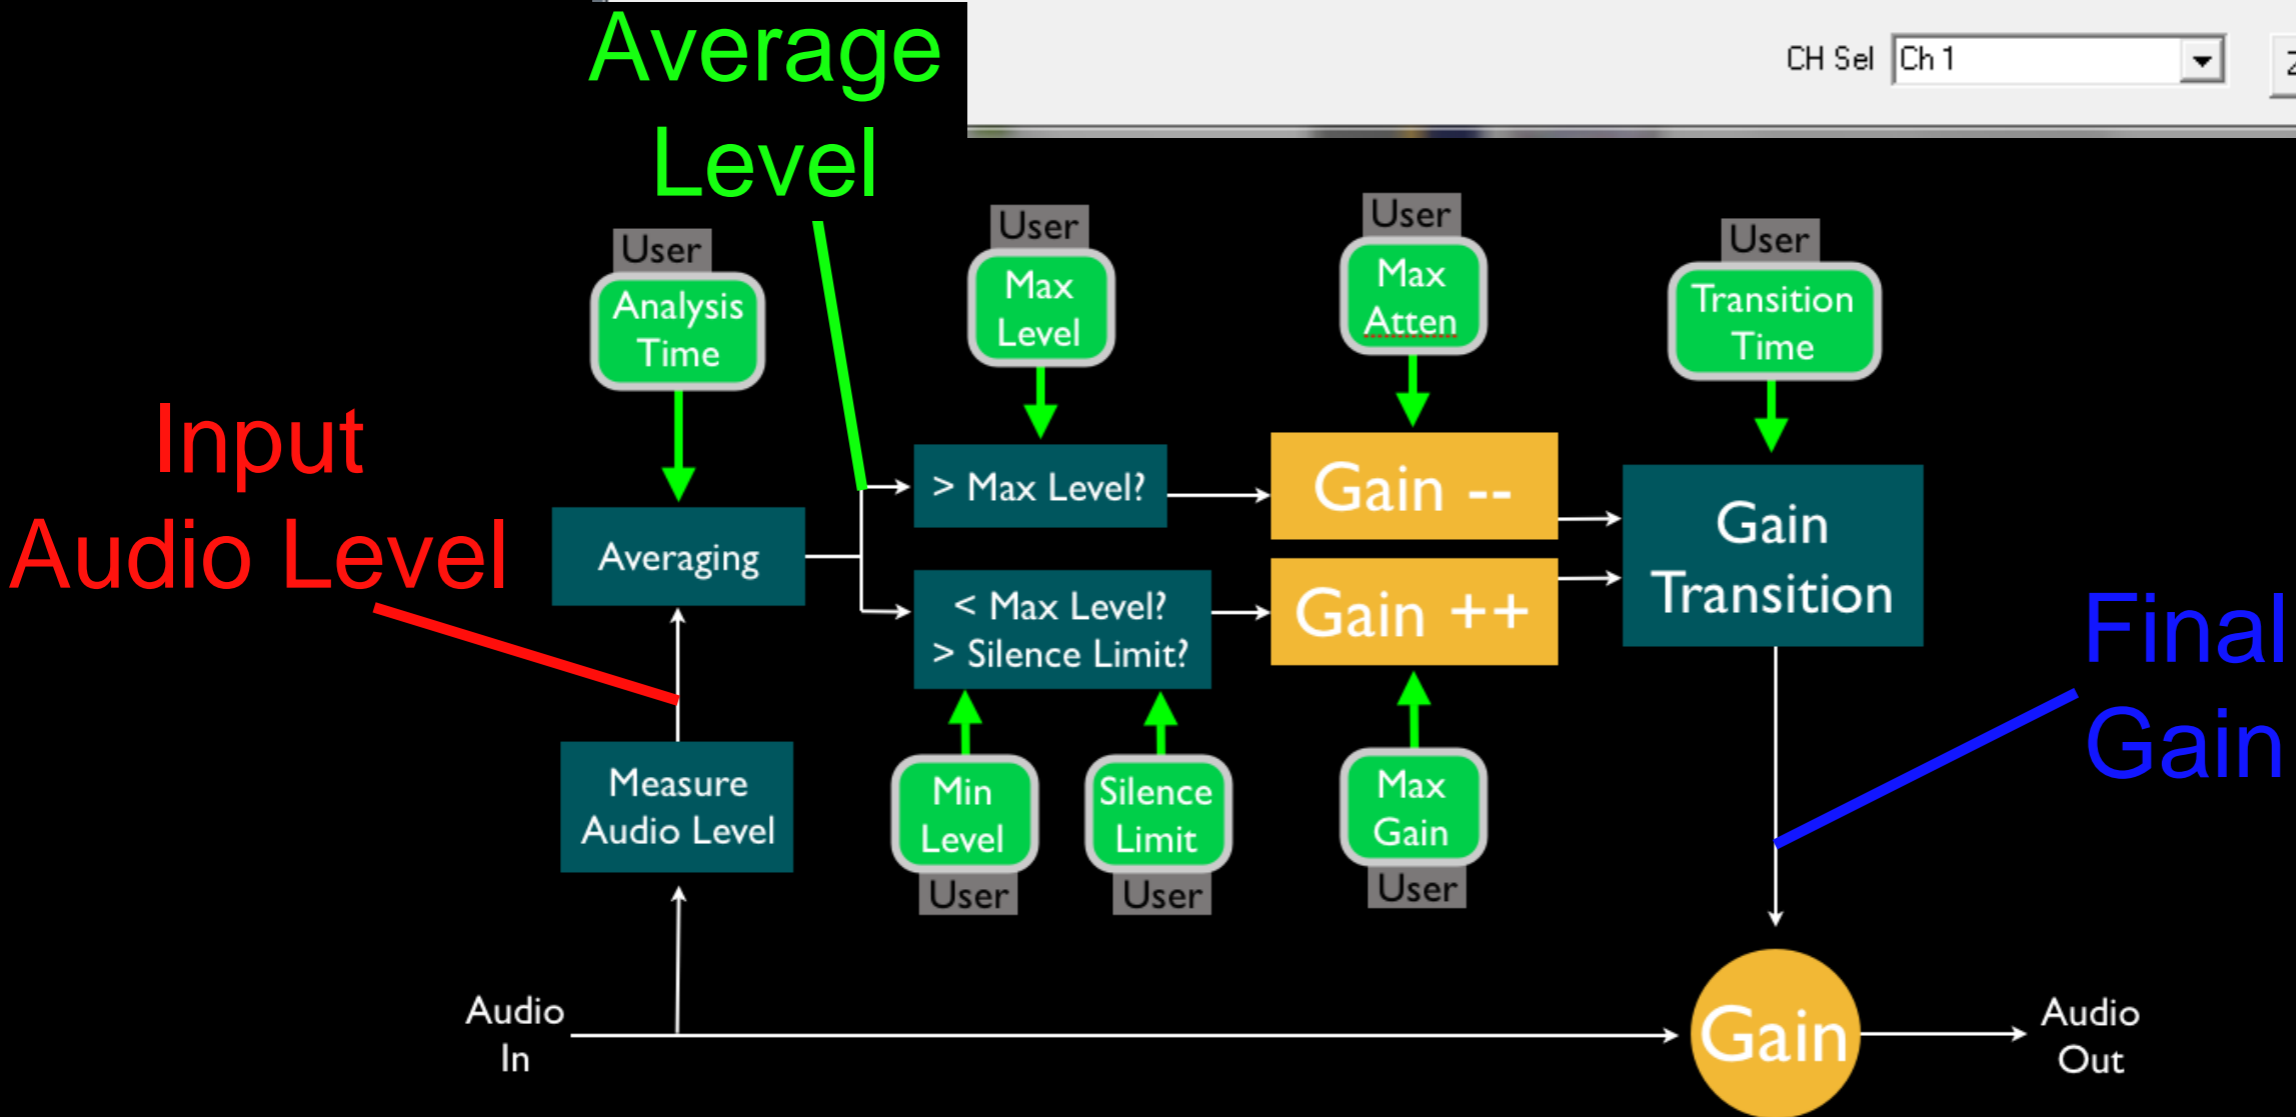 Average
Level
CH Sel
Ch 1
User
Analysis
Time
User
Max
Level
User
Max
Atten
User
Transition
Time
Input
Audio Level
Averaging
> Max Level?
Gain --
Gain
Transition
< Max Level?
> Silence Limit?
Gain ++
Final
Gain
Measure
Audio Level
Min
Level
User
Silence
Limit
User
Max
Gain
User
Audio
In
Gain
Audio
Out